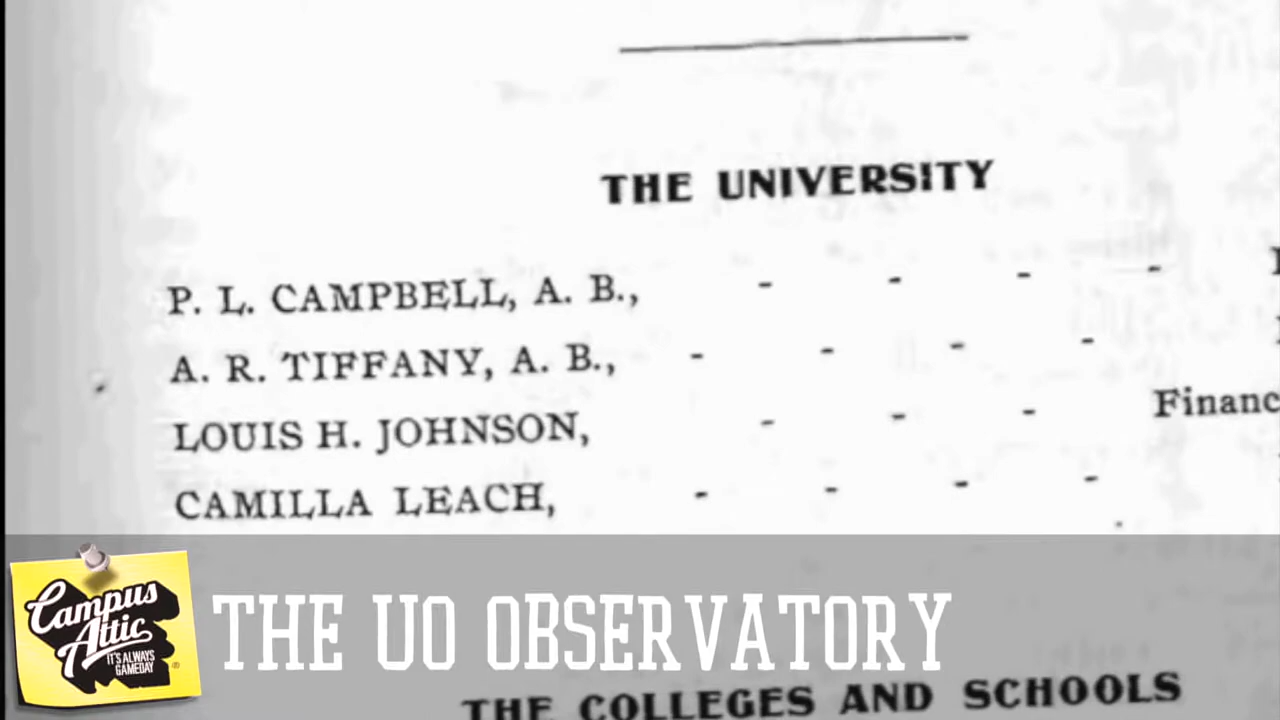 THE UNIVERSITY
P. L. CAMPBELL, A. B., - - - -
A. R. TIFFANY, A. B., - - - -
LOUIS H. JOHNSON, - - - Financ
CAMILLA LEACH, - - - -
Campus
Attic
IT'S ALWAYS
GAMEDAY
THE UO OBSERVATORY
THE COLLEGES AND SCHOOLS